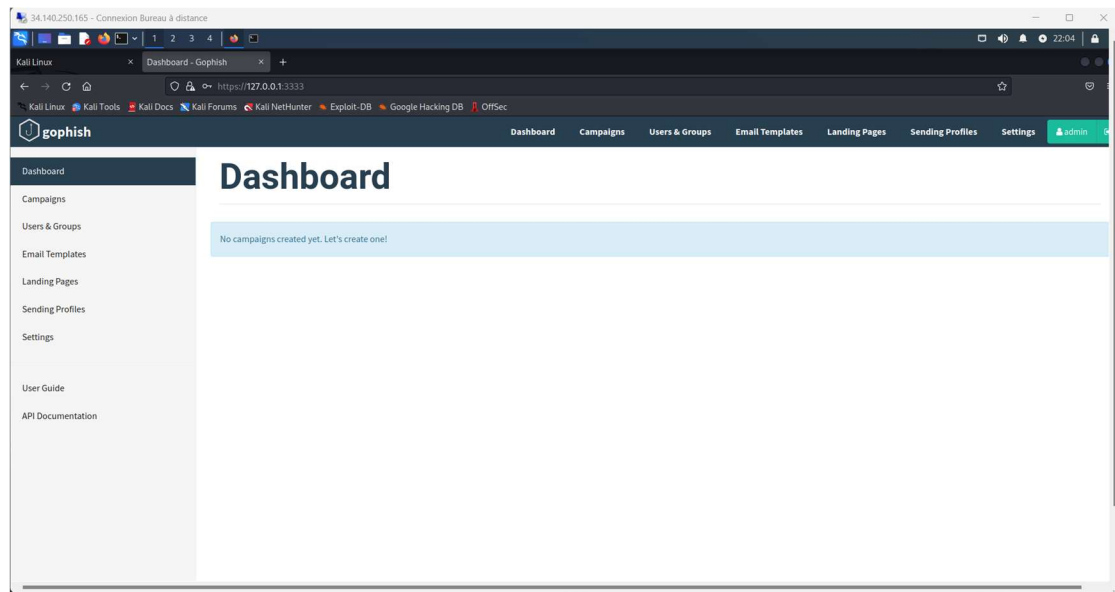 34.140.250.165 - Connexion Bureau à distance
1 2 3 4 22:04
Kali Linux × Dashboard - Gophish × +
https://127.0.0.1:3333
Kali Linux Kali Tools Kali Docs Kali Forums Kali NetHunter Exploit-DB Google Hacking DB OffSec
gophish Dashboard Campaigns Users & Groups Email Templates Landing Pages Sending Profiles Settings admin
Dashboard
Dashboard
Campaigns
Users & Groups
No campaigns created yet. Let's create one!
Email Templates
Landing Pages
Sending Profiles
Settings
User Guide
API Documentation